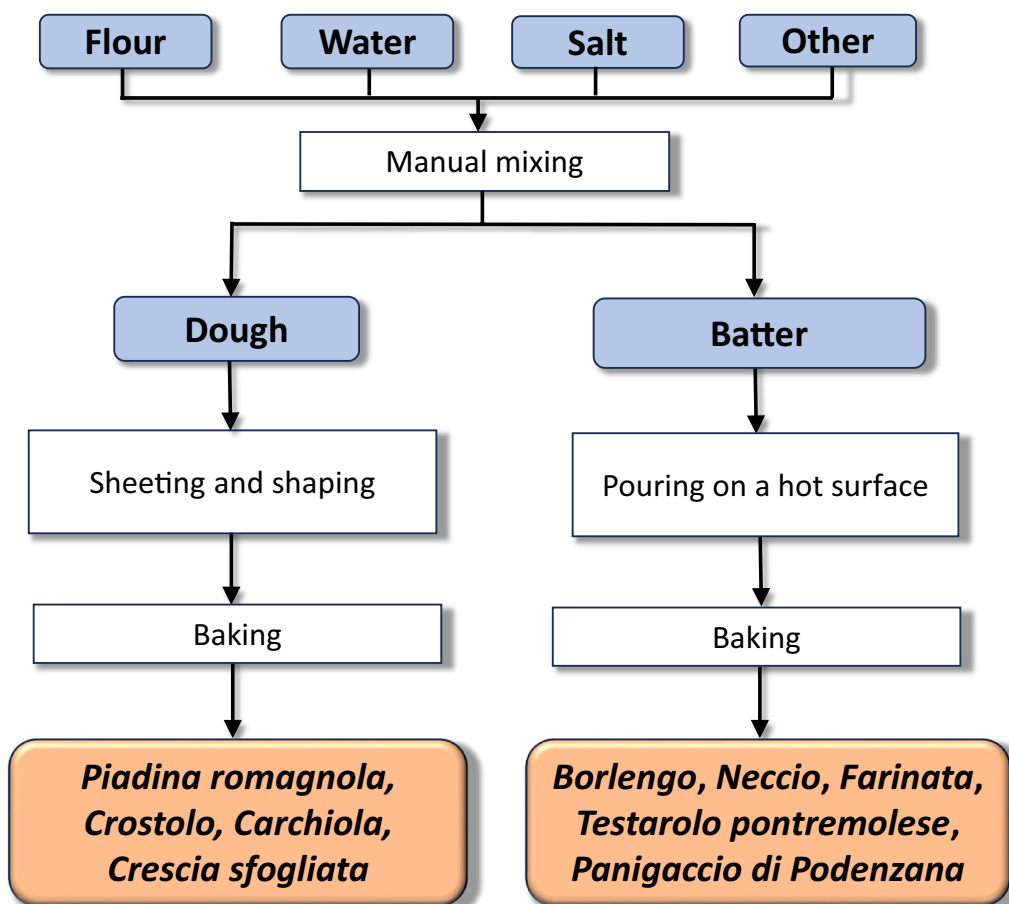 Flour
Water
Salt
Other
Manual mixing
Dough
Batter
Sheeting and shaping
Pouring on a hot surface
Baking
Baking
Piadina romagnola,
Crostolo, Carchiola,
Crescia sfogliata
Borlengo, Neccio, Farinata,
Testarolo pontremolese,
Panigaccio di Podenzana